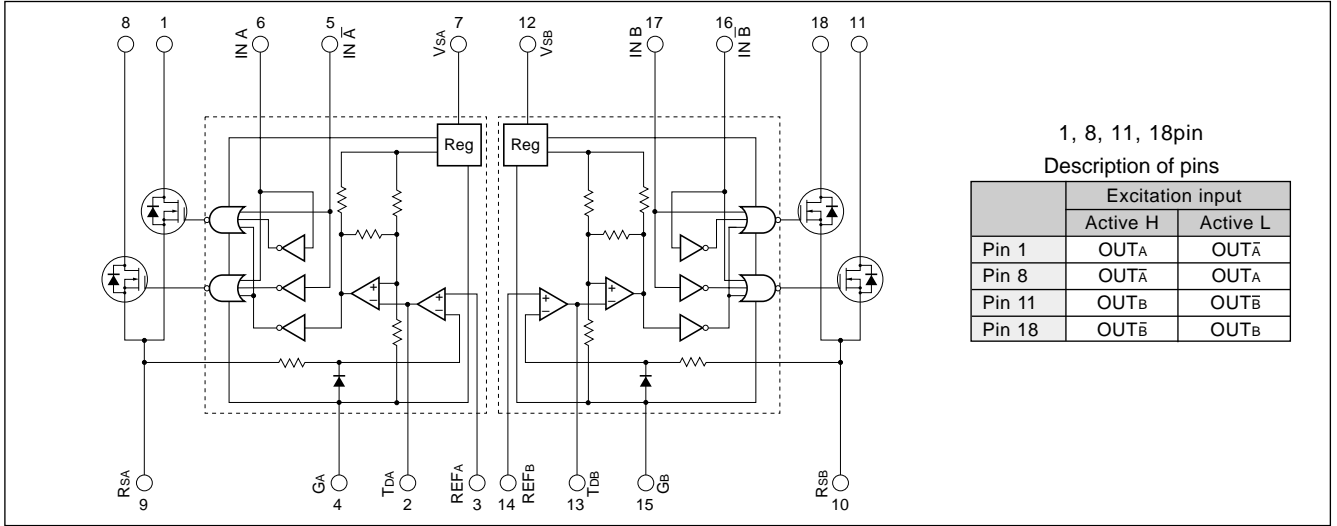 8 1 6 5 7 12 17 16 18 11
IN A
IN A̅
VSA
VSB
IN B
IN B̅
Reg Reg
+ −
+ −
+ −
+ −
RSA
GA
TDA
REFA
REFB
TDB
GB
RSB
9 4 2 3 14 13 15 10
1, 8, 11, 18pin
Description of pins
Excitation input
Active H Active L
Pin 1 OUTA OUTA̅
Pin 8 OUTA̅ OUTA
Pin 11 OUTB OUTB̅
Pin 18 OUTB̅ OUTB